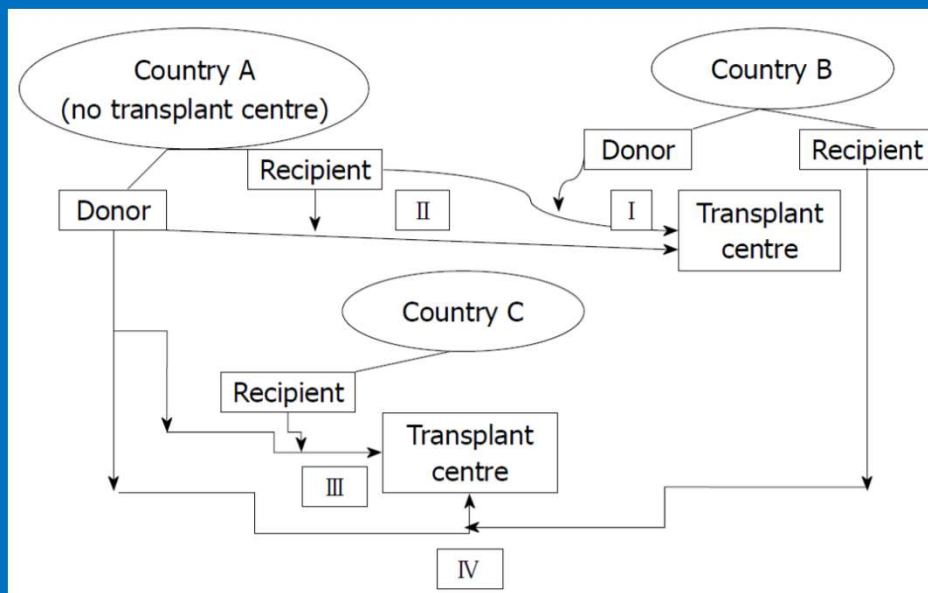 Country A
(no transplant centre)
Country B
Donor
Recipient
Recipient
Donor
II
I
Transplant
centre
Country C
Recipient
Transplant
centre
III
IV